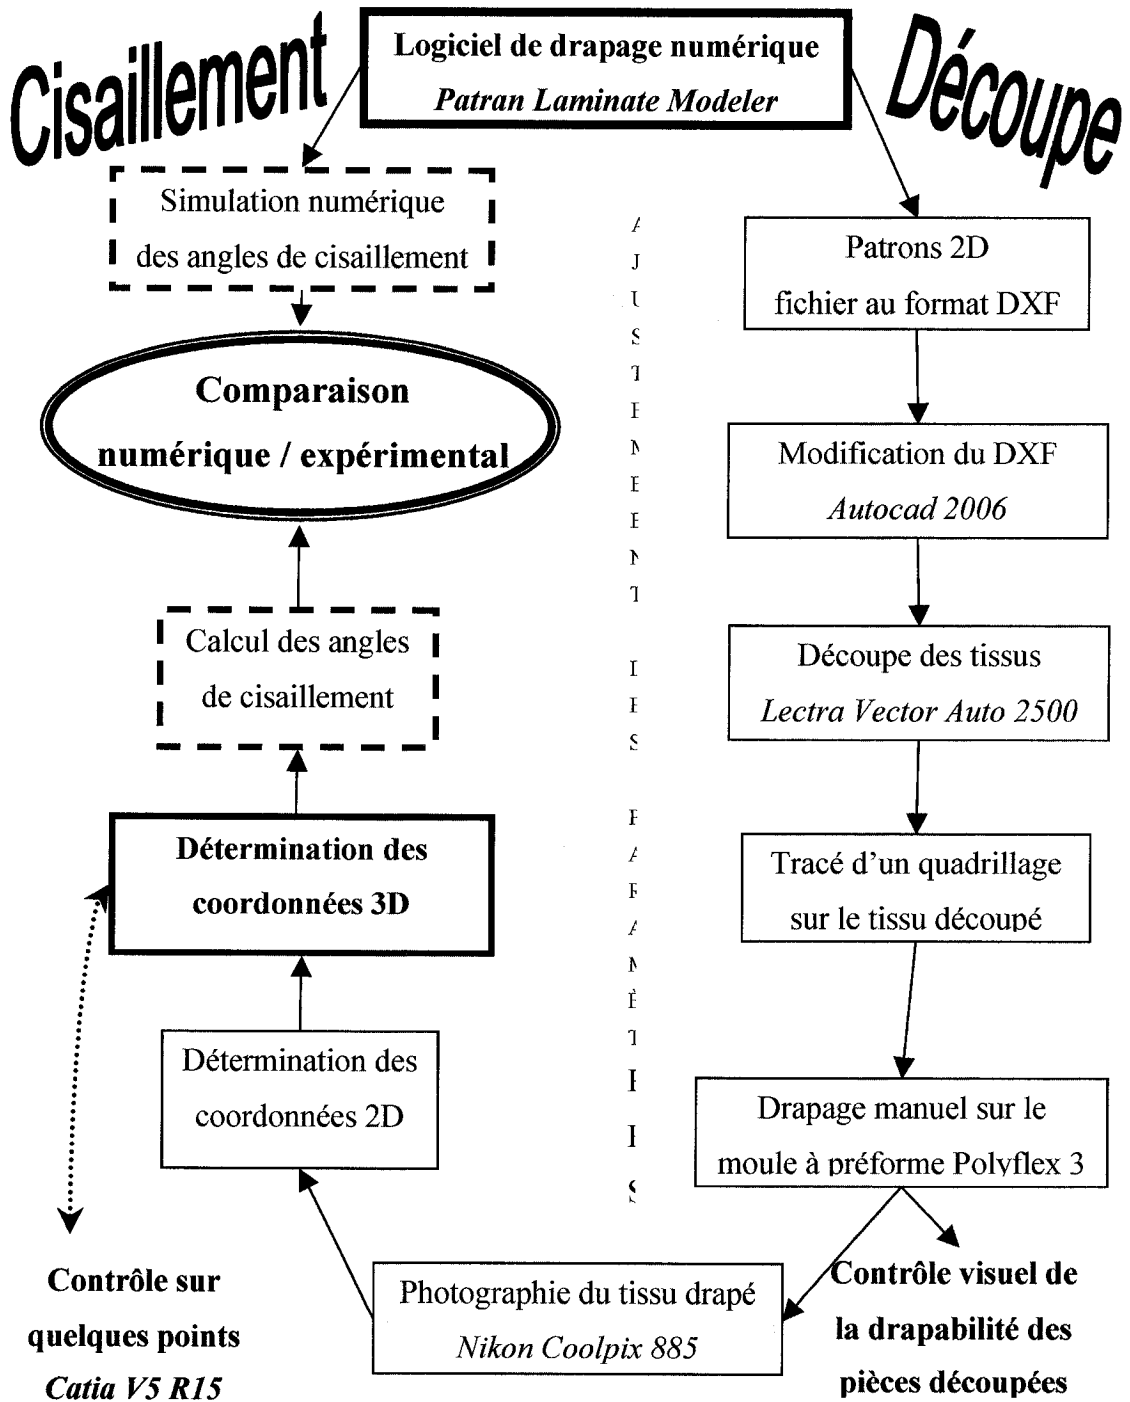 Cisaillement
Logiciel de drapage numérique
Patran Laminate Modeler
Découpe
Simulation numérique
des angles de cisaillement
Comparaison
numérique / expérimental
Calcul des angles
de cisaillement
Détermination des
coordonnées 3D
Détermination des
coordonnées 2D
Contrôle sur
quelques points
Catia V5 R15
Patrons 2D
fichier au format DXF
Modification du DXF
Autocad 2006
Découpe des tissus
Lectra Vector Auto 2500
Tracé d'un quadrillage
sur le tissu découpé
Drapage manuel sur le
moule à préforme Polyflex 3
Photographie du tissu drapé
Nikon Coolpix 885
Contrôle visuel de
la drapabilité des
pièces découpées